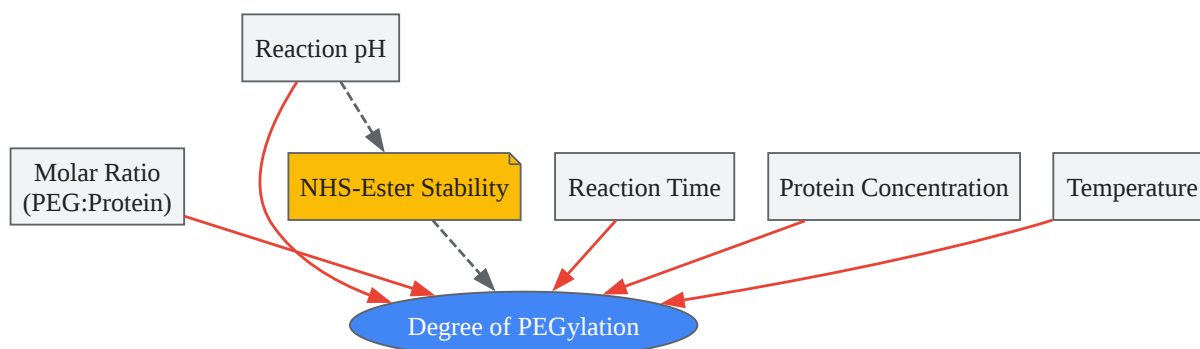 Reaction pH
Molar Ratio
(PEG:Protein)
NHS-Ester Stability
Reaction Time
Protein Concentration
Temperature
Degree of PEGylation